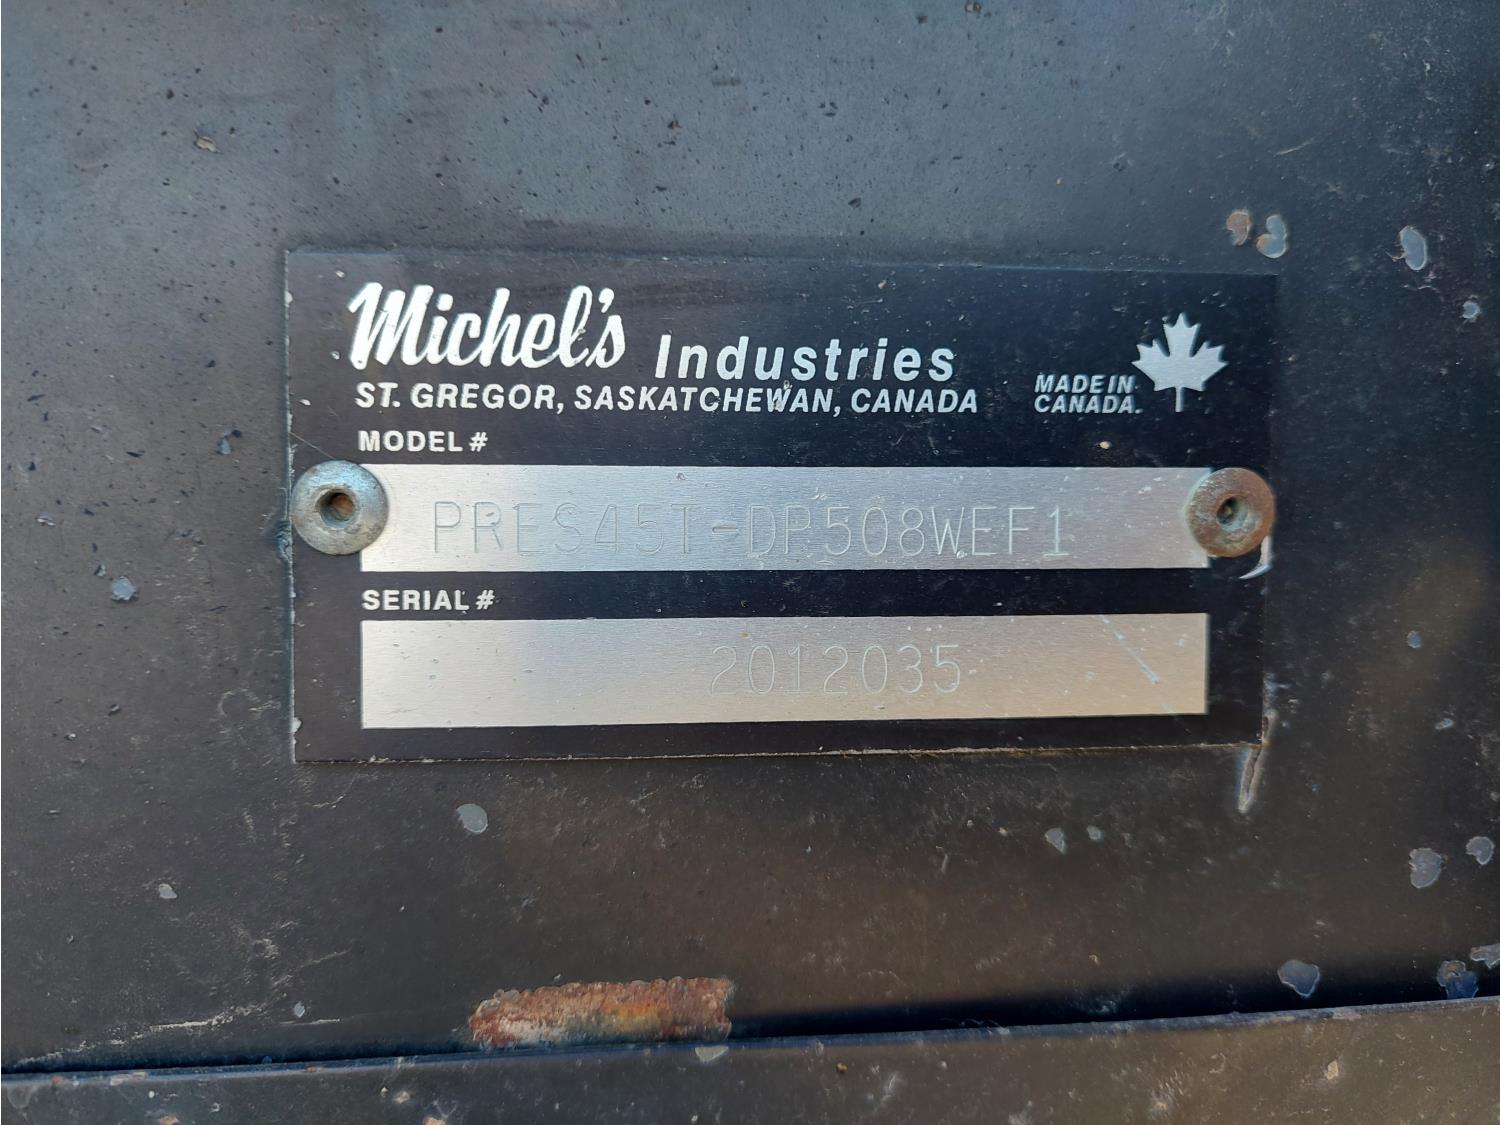 Michel's Industries
ST. GREGOR, SASKATCHEWAN, CANADA
MADE IN
CANADA.
MODEL #
PRES45T-DP508WEF1
SERIAL #
2012035